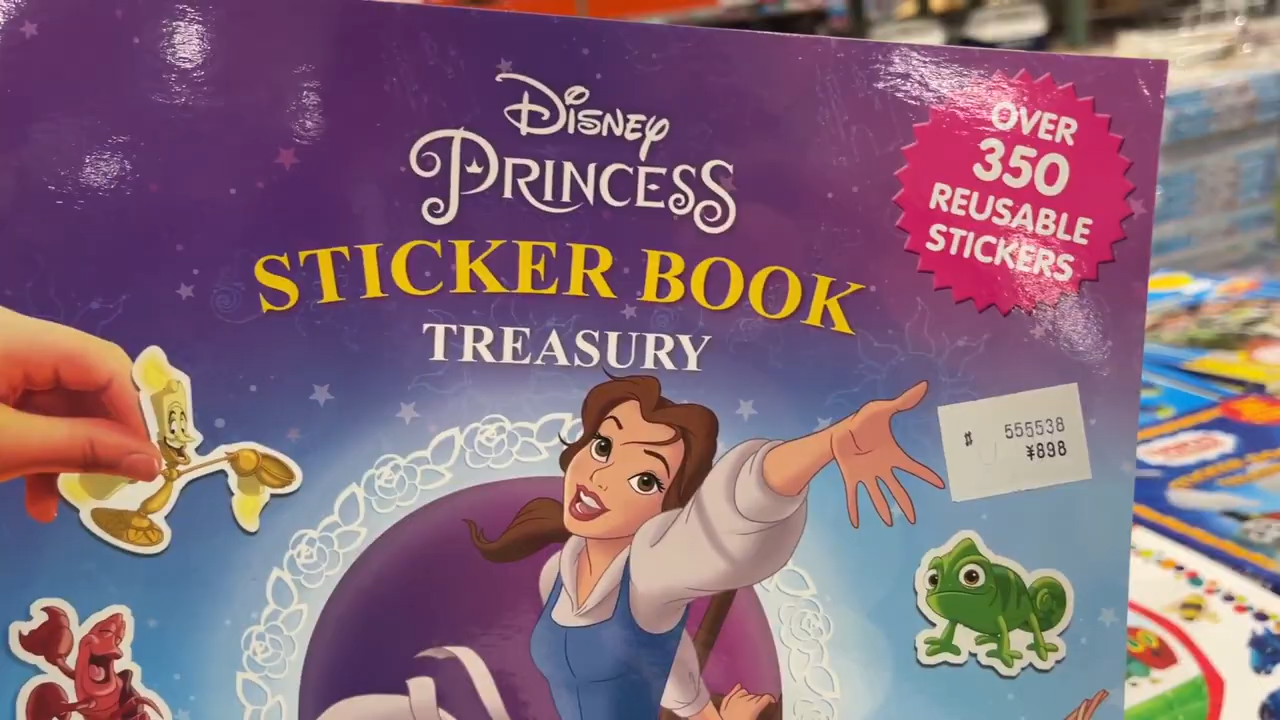 Disney
PRINCESS
STICKER BOOK
TREASURY
OVER
350
REUSABLE
STICKERS
# 555538
¥898